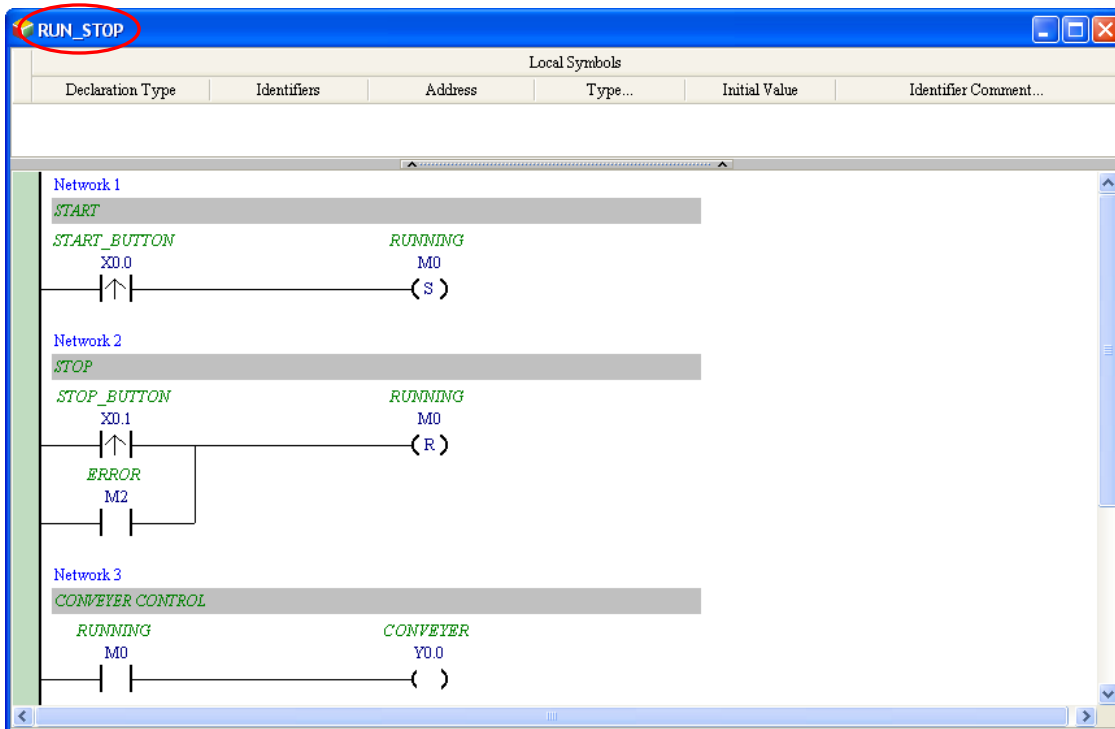 RUN_STOP
Local Symbols
Declaration Type Identifiers Address Type... Initial Value Identifier Comment...
Network 1
START
START_BUTTON RUNNING
X0.0 M0
S
Network 2
STOP
STOP_BUTTON RUNNING
X0.1 M0
R
ERROR
M2
Network 3
CONVEYER CONTROL
RUNNING CONVEYER
M0 Y0.0